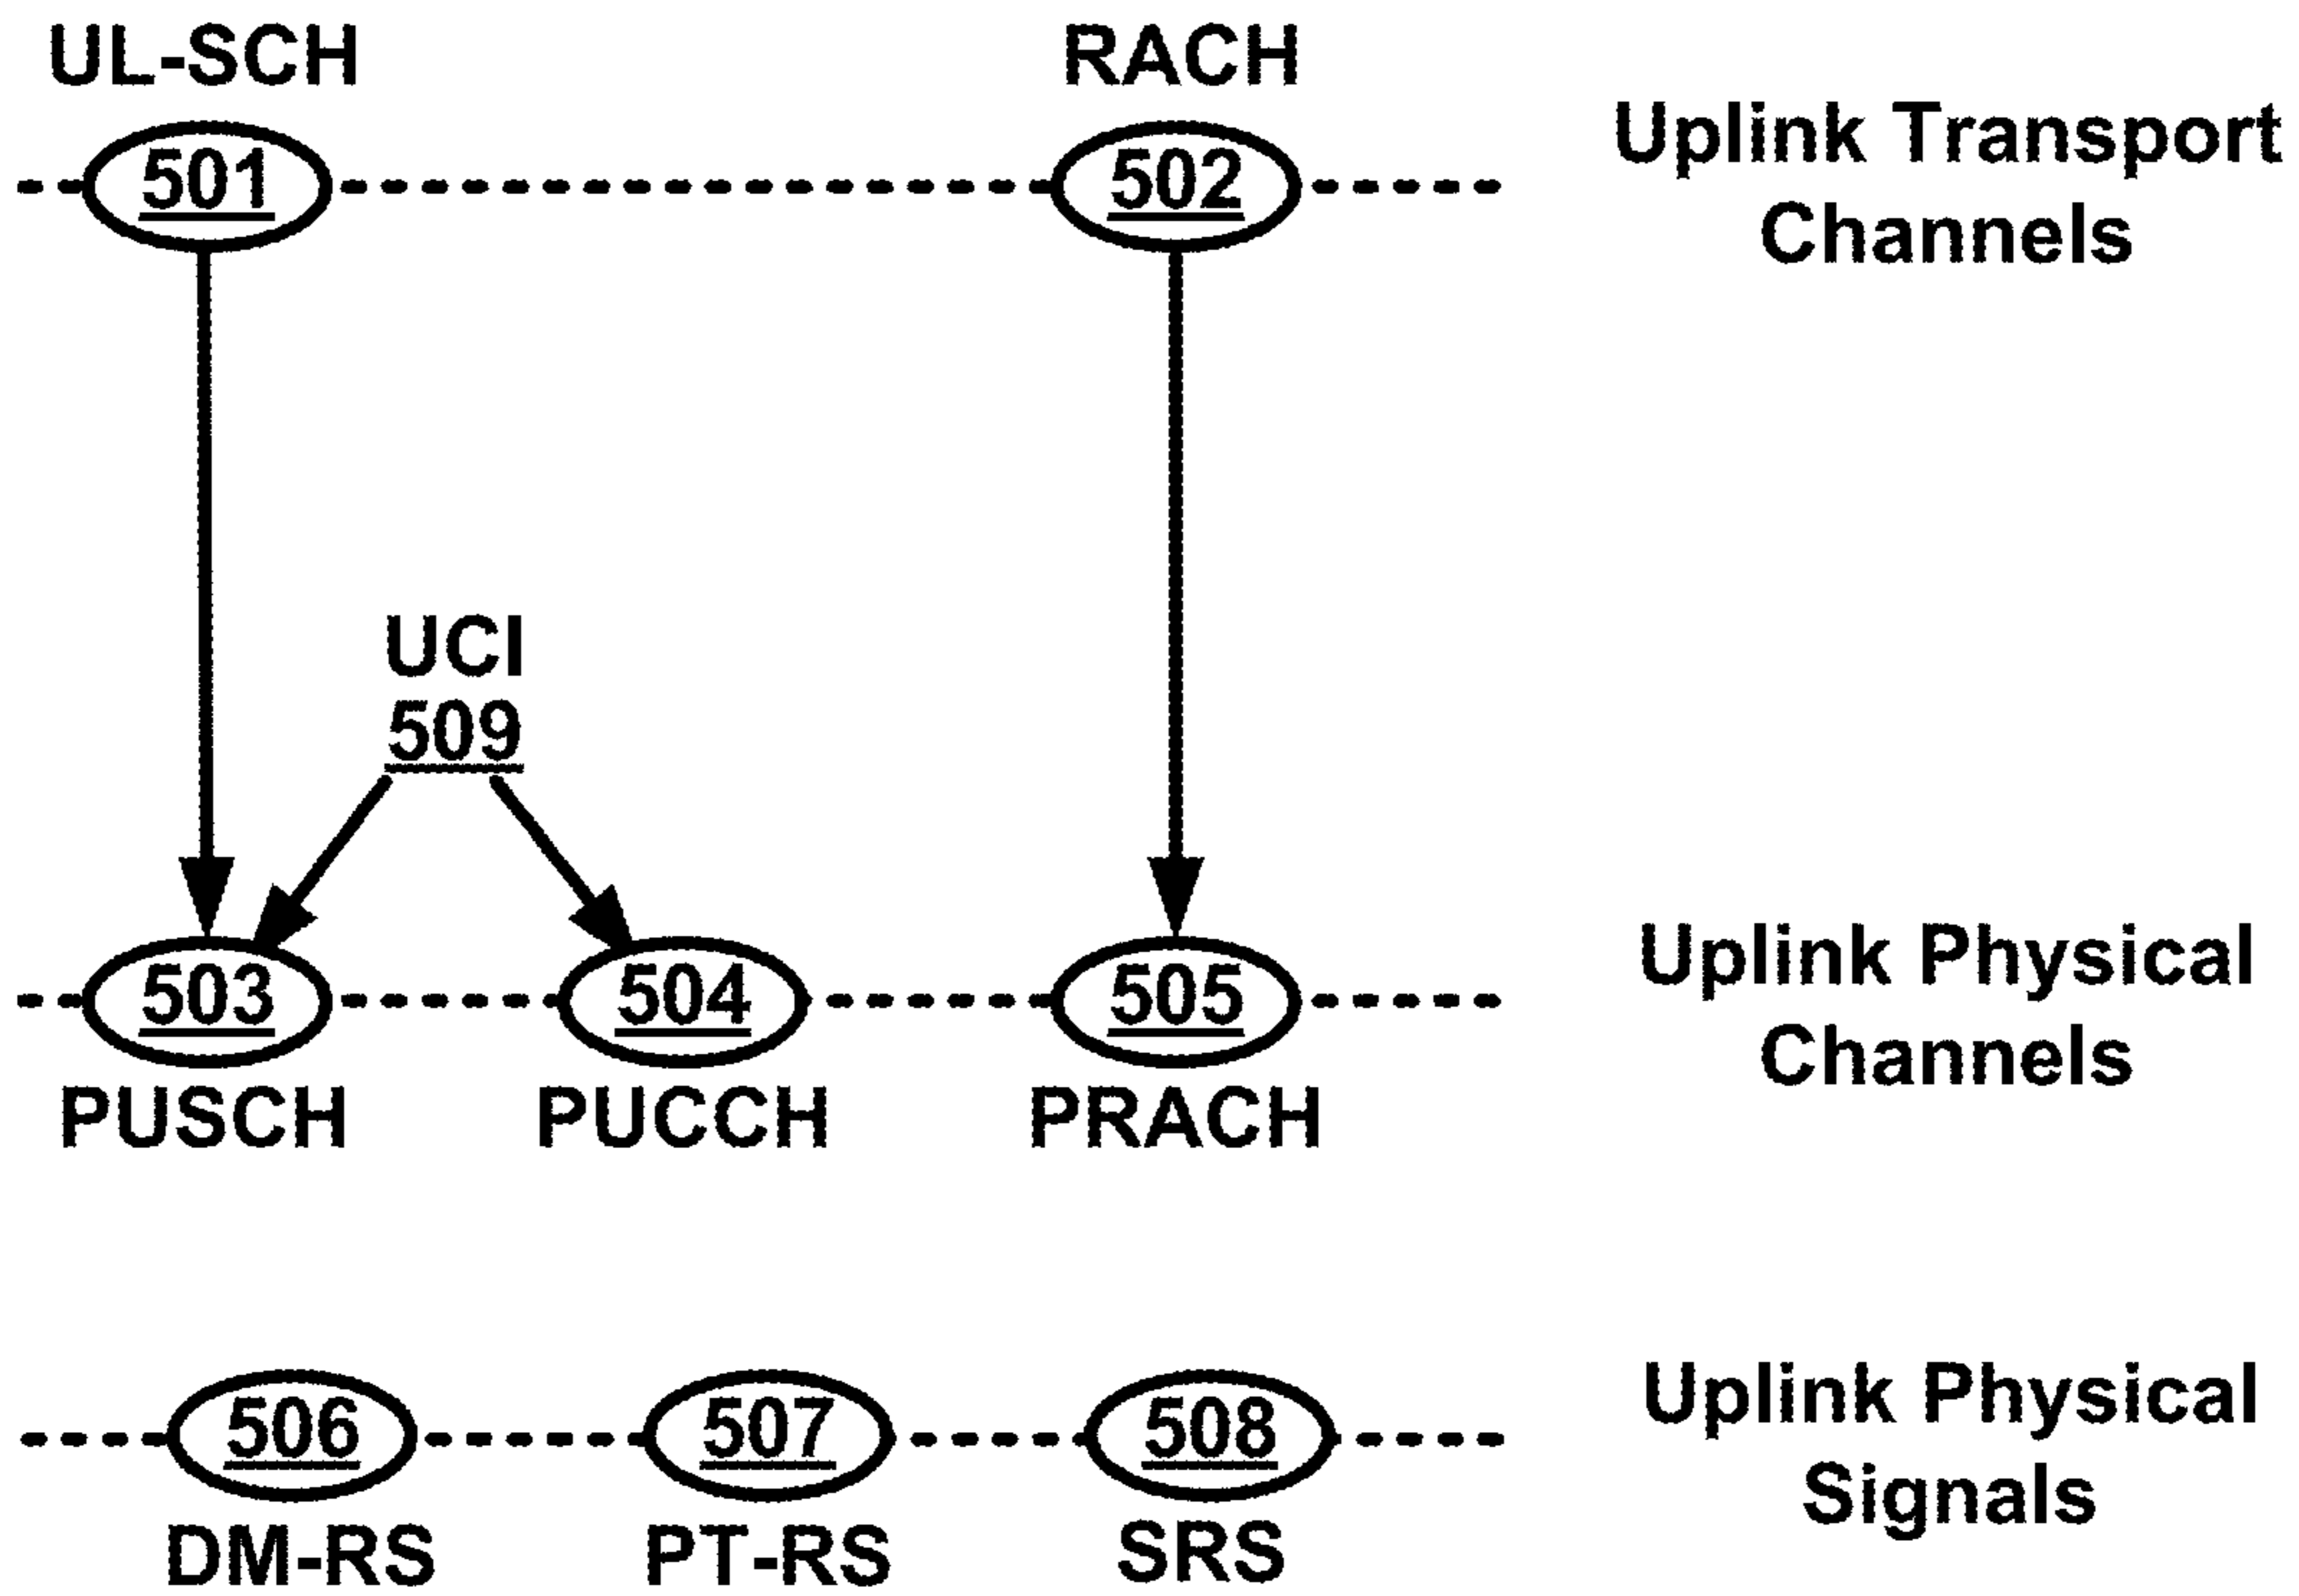 UL-SCH
RACH
501
502
Uplink Transport
Channels
UCI
509
503
504
505
Uplink Physical
Channels
PUSCH
PUCCH
PRACH
506
507
508
Uplink Physical
Signals
DM-RS
PT-RS
SRS